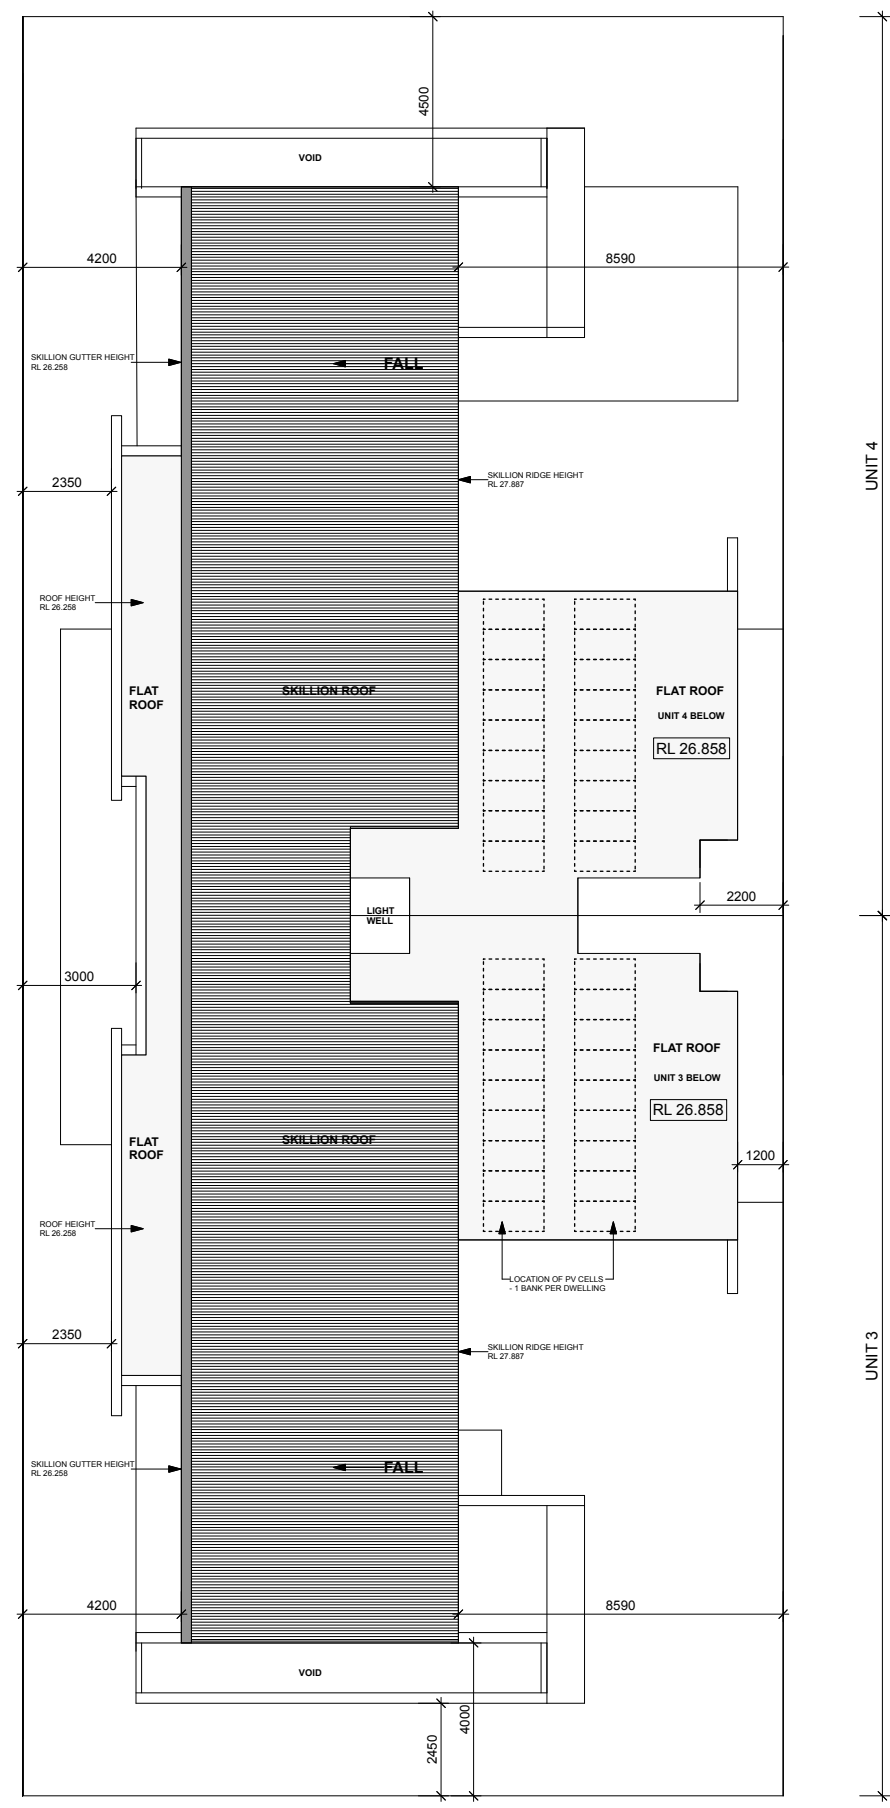 4500
VOID
4200
8590
SKILLION GUTTER HEIGHT
RL 26.258
FALL
UNIT 4
2350
SKILLION RIDGE HEIGHT
RL 27.887
ROOF HEIGHT
RL 26.258
FLAT
ROOF
SKILLION ROOF
FLAT ROOF
UNIT 4 BELOW
RL 26.858
2200
LIGHT
WELL
3000
FLAT ROOF
UNIT 3 BELOW
RL 26.858
FLAT
ROOF
SKILLION ROOF
1200
ROOF HEIGHT
RL 26.258
LOCATION OF PV CELLS
- 1 BANK PER DWELLING
2350
SKILLION RIDGE HEIGHT
RL 27.887
UNIT 3
SKILLION GUTTER HEIGHT
RL 26.258
FALL
4200
8590
VOID
4000
2450